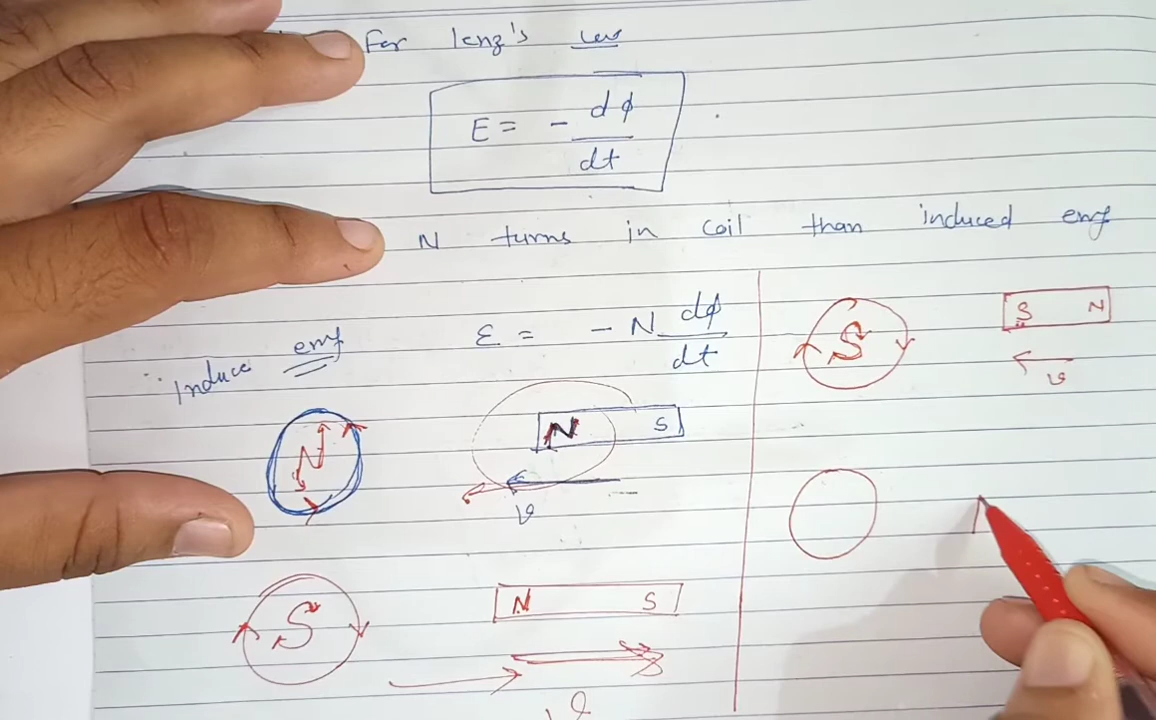 For lenz's law
E = - dφ/dt
N turns in coil than induced emf
Induce emf
ε = - N dφ/dt
N
N S
v
S
N S
v
S
S N
v